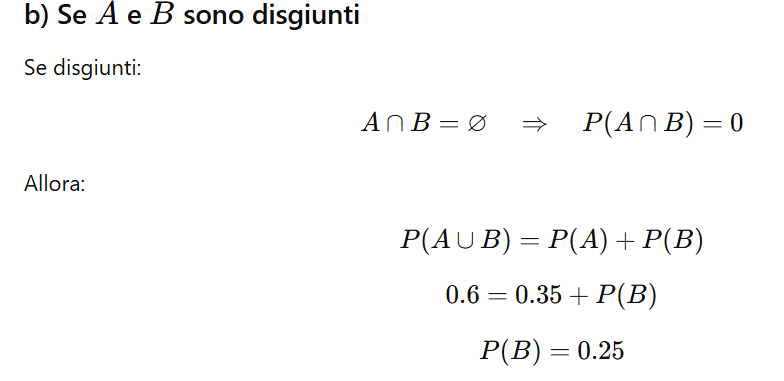 b) Se A e B sono disgiunti
Se disgiunti:
A ∩ B = ∅ ⇒ P(A ∩ B) = 0
Allora:
P(A ∪ B) = P(A) + P(B)
0.6 = 0.35 + P(B)
P(B) = 0.25